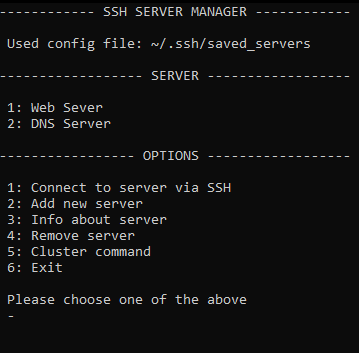 ------------ SSH SERVER MANAGER ------------
Used config file: ~/.ssh/saved_servers
------------------ SERVER ------------------
1: Web Sever
2: DNS Server
----------------- OPTIONS ------------------
1: Connect to server via SSH
2: Add new server
3: Info about server
4: Remove server
5: Cluster command
6: Exit
Please choose one of the above
-